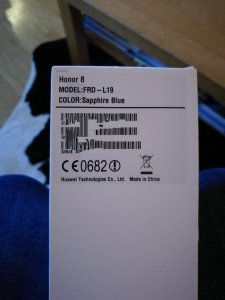 Honor 8
MODEL:FRD-L19
COLOR:Sapphire Blue
CE0682
Huawei Technologies Co., Ltd. Made in China